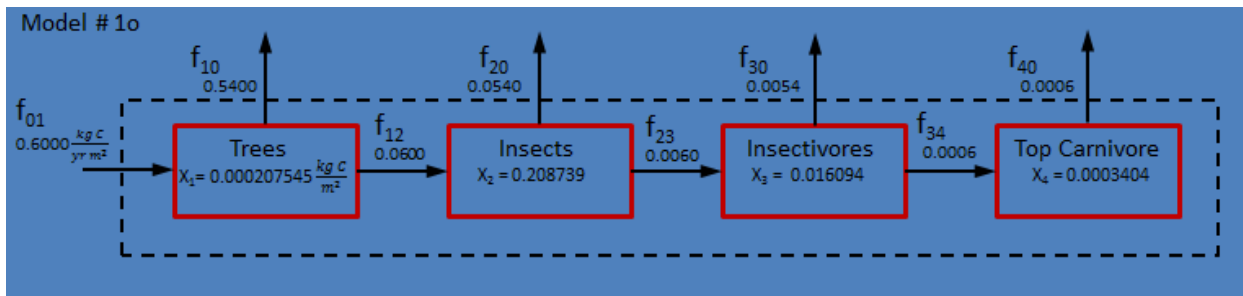 Model # 1o
f10
0.5400
f20
0.0540
f30
0.0054
f40
0.0006
f01
0.6000 kg C / yr m²
Trees
X1= 0.000207545 kg C / m²
f12
0.0600
Insects
X2 = 0.208739
f23
0.0060
Insectivores
X3 = 0.016094
f34
0.0006
Top Carnivore
X4 = 0.0003404